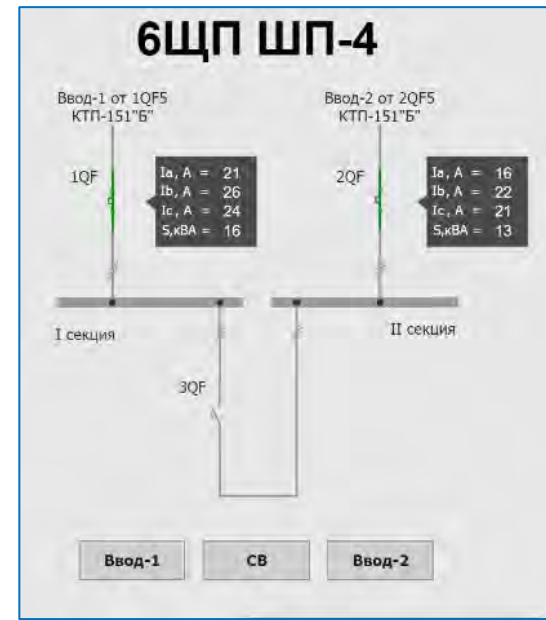 6ЩП ШП-4
Ввод-1 от 1QF5
КТП-151"Б"
Ввод-2 от 2QF5
КТП-151"Б"
1QF
Ia, A = 21
Ib, A = 26
Ic, A = 24
S,кВА = 16
2QF
Ia, A = 16
Ib, A = 22
Ic, A = 21
S,кВА = 13
I секция
II секция
3QF
Ввод-1
СВ
Ввод-2